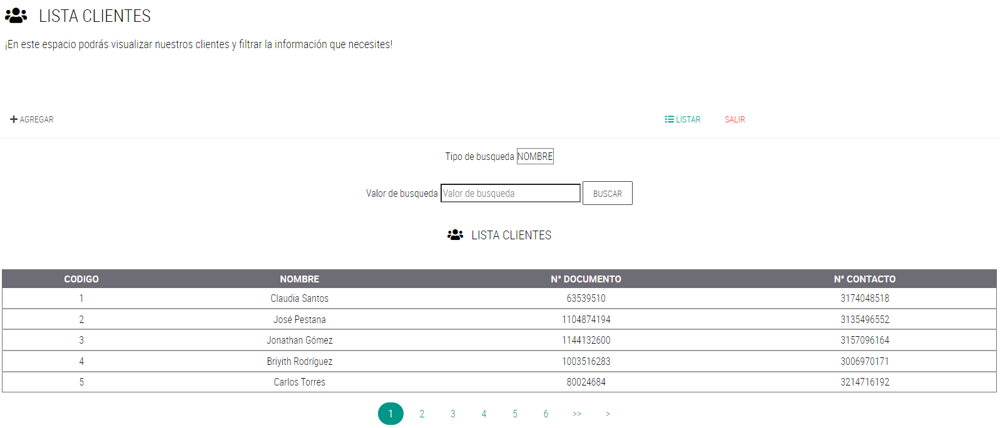 LISTA CLIENTES
¡En este espacio podrás visualizar nuestros clientes y filtrar la información que necesites!
AGREGAR LISTAR SALIR
Tipo de busqueda NOMBRE
Valor de busqueda Valor de busqueda BUSCAR
LISTA CLIENTES
CODIGO NOMBRE N° DOCUMENTO N° CONTACTO
1 Claudia Santos 63539510 3174048518
2 José Pestana 1104874194 3135496552
3 Jonathan Gómez 1144132600 3157096164
4 Briyith Rodríguez 1003516283 3006970171
5 Carlos Torres 80024684 3214716192
1 2 3 4 5 6 >> >